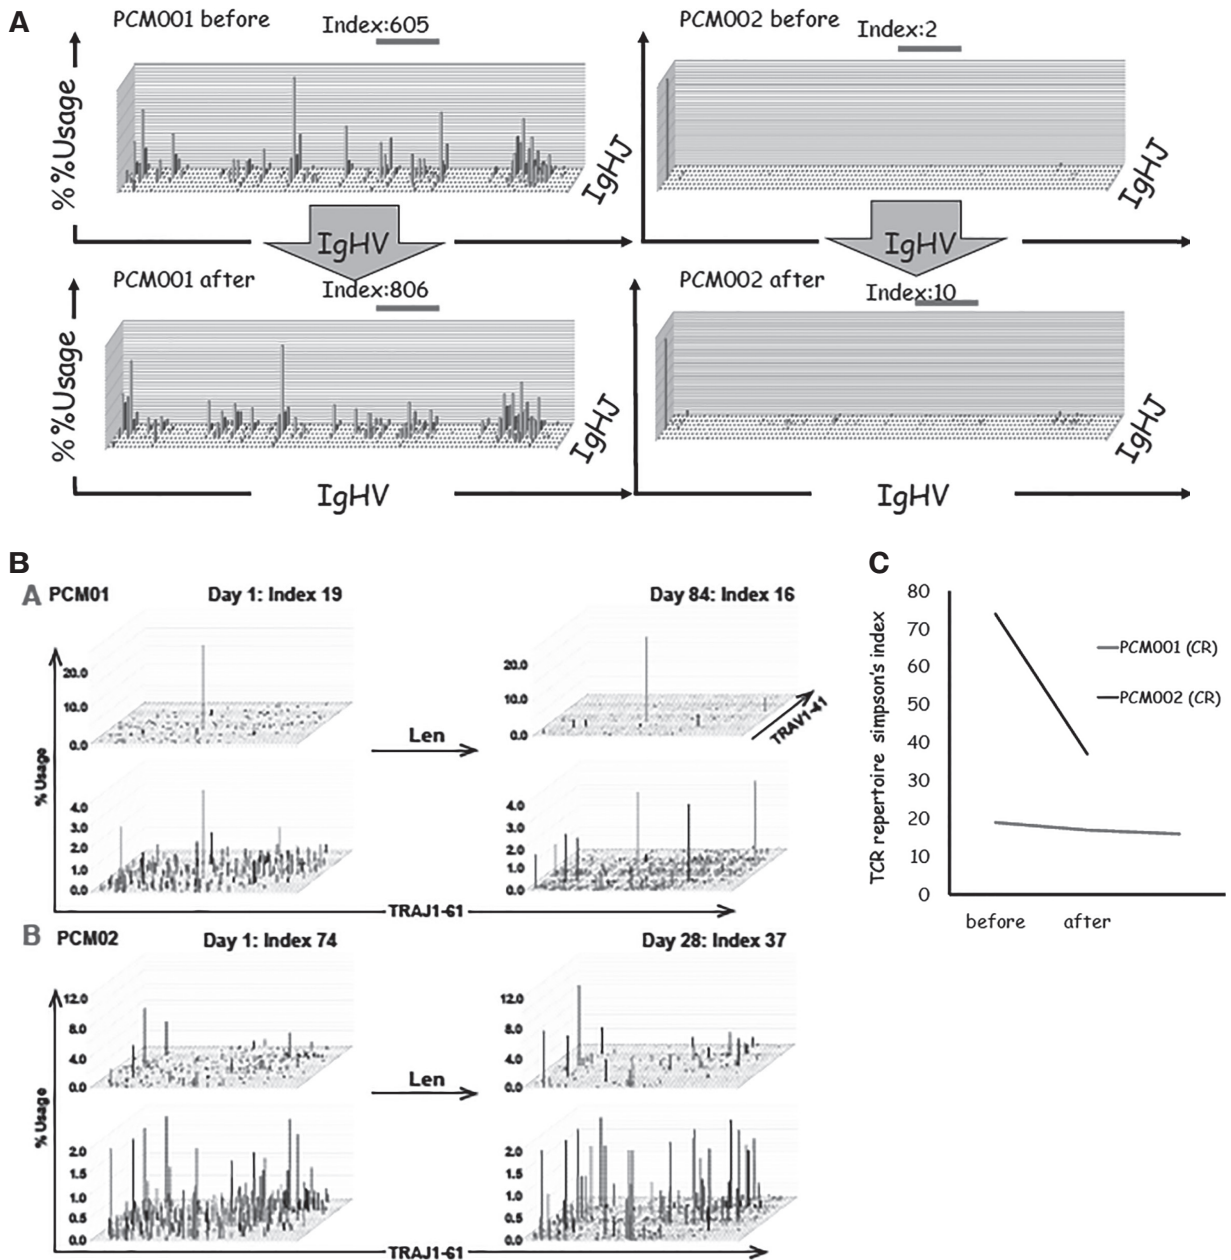 A
PCM001 before
Index:605
PCM002 before
Index:2
% %Usage
IgHJ
IgHJ
IgHV
IgHV
PCM001 after
Index:806
PCM002 after
Index:10
% %Usage
IgHJ
IgHJ
IgHV
IgHV
B
A PCM01
Day 1: Index 19
Day 84: Index 16
20.0
10.0
0.0
20.0
10.0
0.0
Len
TRAV1-41
% Usage
4.0
3.0
2.0
1.0
0.0
4.0
3.0
2.0
1.0
0.0
TRAJ1-61
B PCM02
Day 1: Index 74
Day 28: Index 37
12.0
8.0
4.0
0.0
12.0
8.0
4.0
0.0
Len
% Usage
2.0
1.5
1.0
0.5
0.0
2.0
1.5
1.0
0.5
0.0
TRAJ1-61
C
TCR repertoire simpson's index
80
70
60
50
40
30
20
10
0
before
after
PCM001 (CR)
PCM002 (CR)